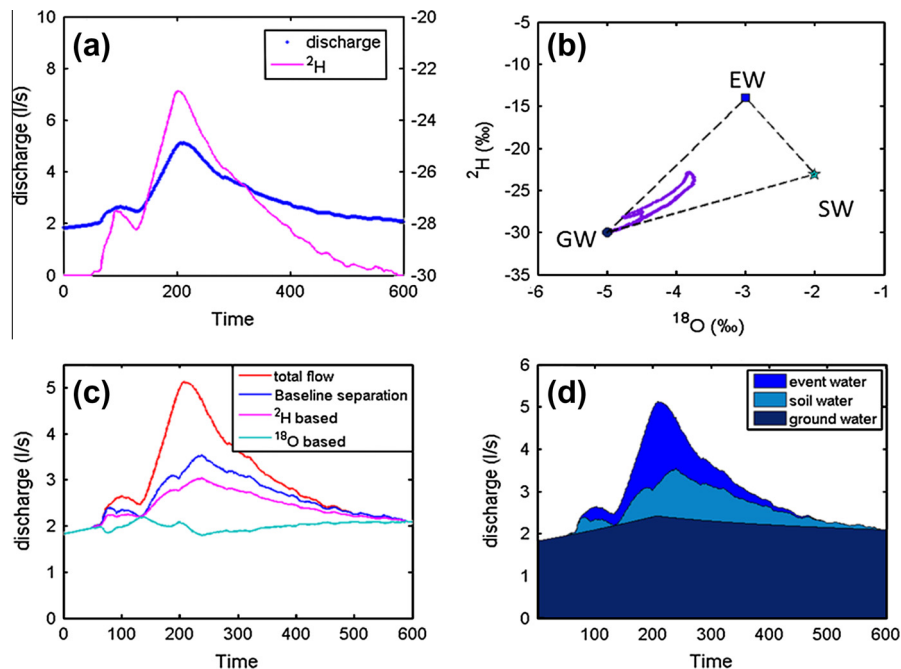 (a)
discharge
²H
discharge (l/s)
10
8
6
4
2
0
-20
-22
-24
-26
-28
-30
0 200 400 600
Time
(b)
EW
SW
GW
²H (‰)
-5
-10
-15
-20
-25
-30
-35
-6 -5 -4 -3 -2 -1
¹⁸O (‰)
(c)
total flow
Baseline separation
²H based
¹⁸O based
discharge (l/s)
5
4
3
2
1
0
0 100 200 300 400 500 600
Time
(d)
event water
soil water
ground water
discharge (l/s)
6
5
4
3
2
1
0
100 200 300 400 500 600
Time